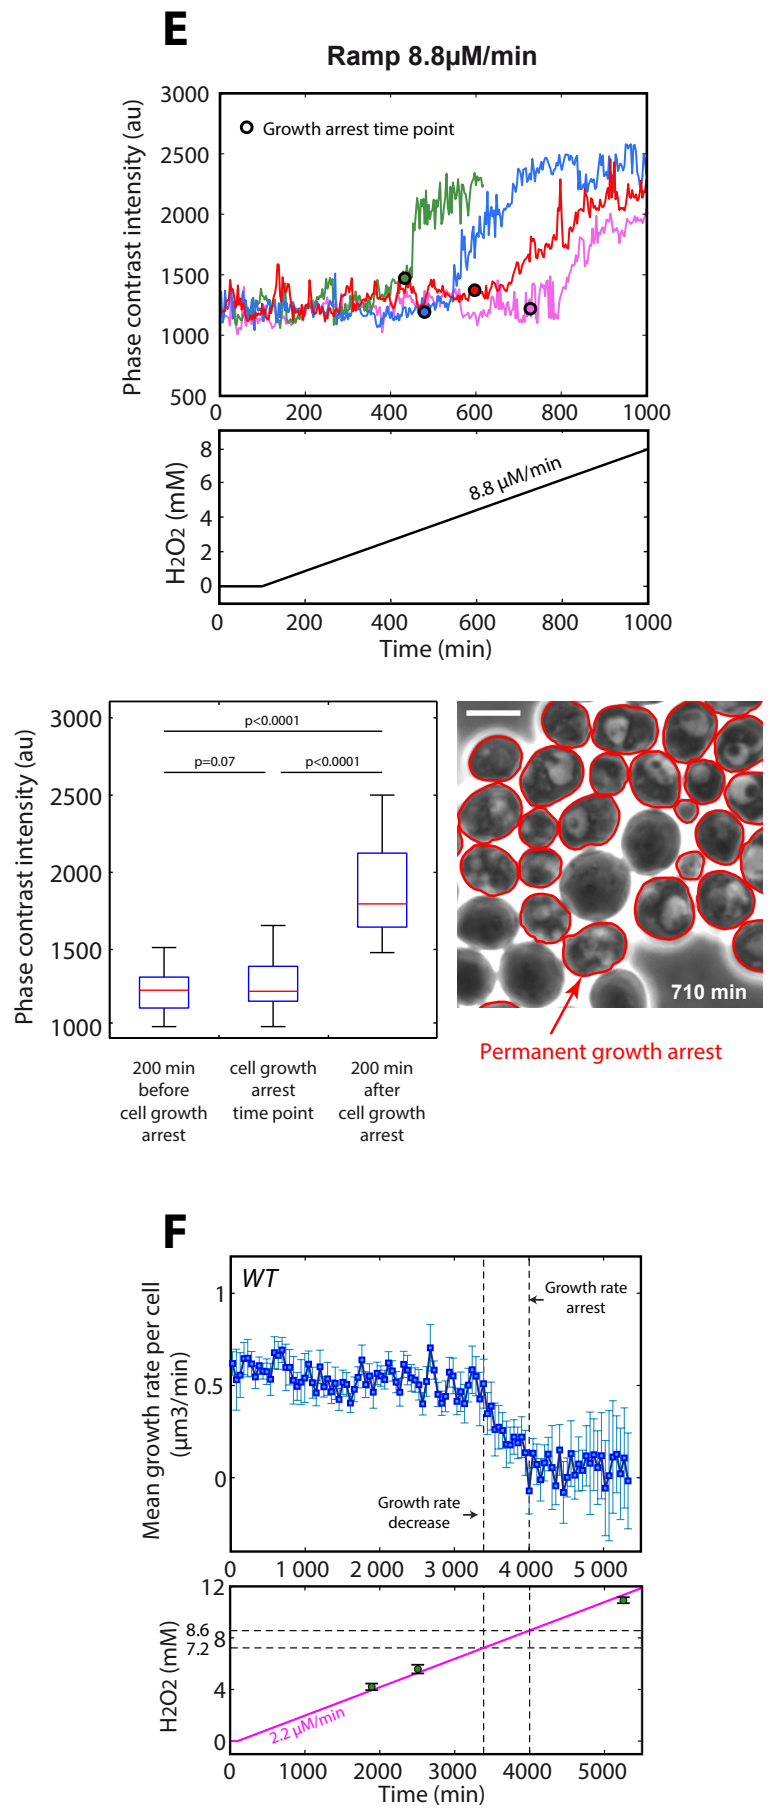 E
Ramp 8.8µM/min
Phase contrast intensity (au)
3000
2500
2000
1500
1000
500
Growth arrest time point
0 200 400 600 800 1000
H2O2 (mM)
8
6
4
2
0
8.8 µM/min
0 200 400 600 800 1000
Time (min)
Phase contrast intensity (au)
3000
2500
2000
1500
1000
p<0.0001
p=0.07 p<0.0001
200 min
before
cell growth
arrest
cell growth
arrest
time point
200 min
after
cell growth
arrest
710 min
Permanent growth arrest
F
Mean growth rate per cell
(µm3/min)
WT
1
0.5
0
Growth rate
arrest
Growth rate
decrease
0 1 000 2 000 3 000 4 000 5 000
H2O2 (mM)
12
8.6
8
7.2
4
0
2.2 µM/min
0 1000 2000 3000 4000 5000
Time (min)